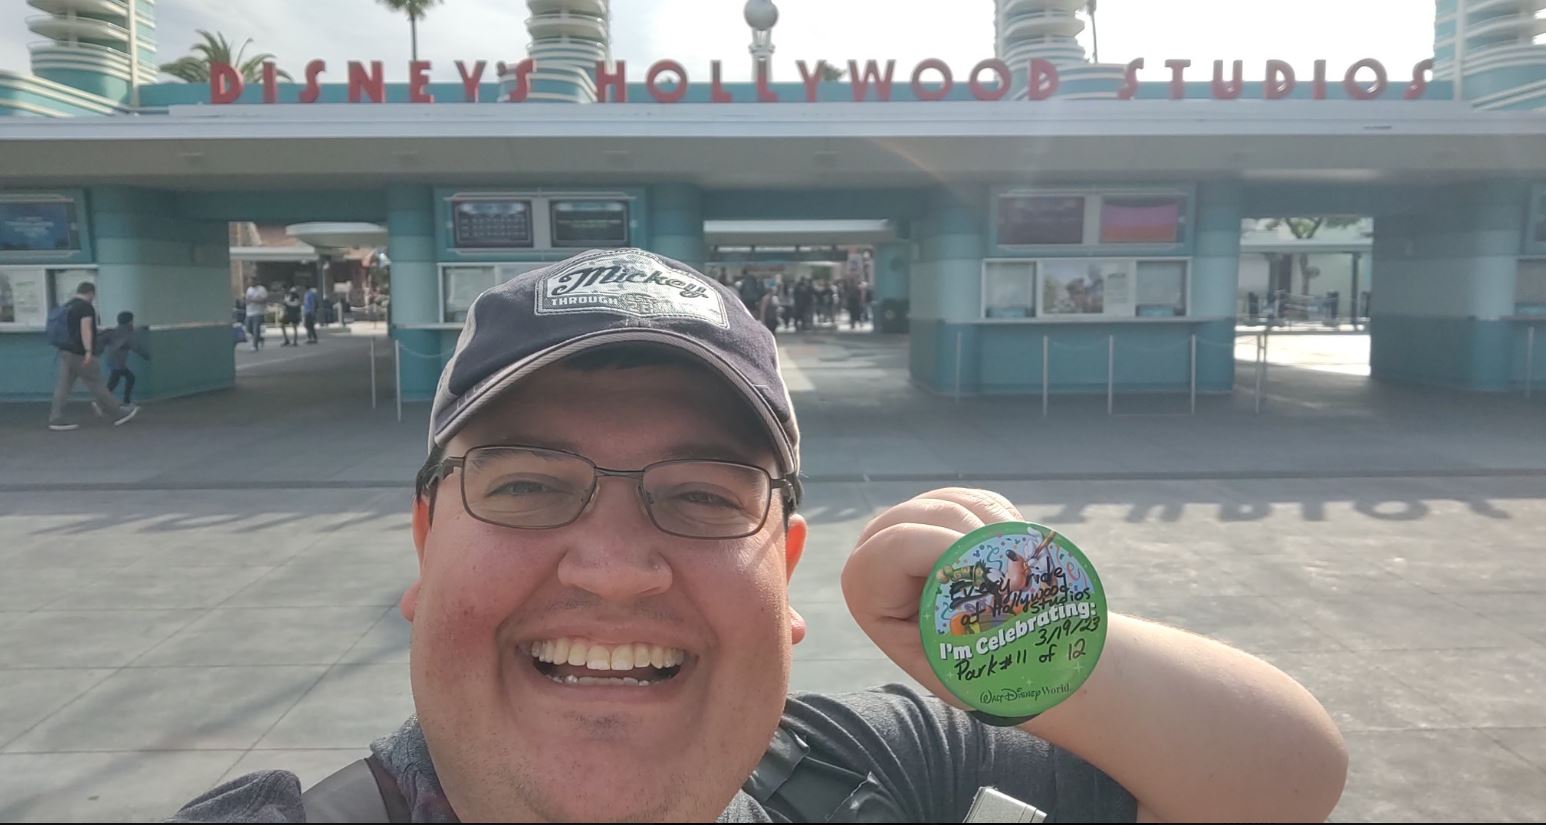 DISNEY'S HOLLYWOOD STUDIOS
Mickey
THROUGH
Every ride
at Hollywood
Studios
I'm Celebrating:
3/19/23
Park #11 of 12
WALT DISNEY World